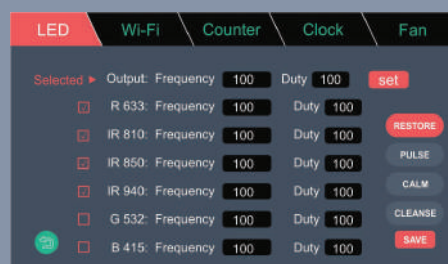 LED Wi-Fi Counter Clock Fan
Selected ▶ Output: Frequency 100 Duty 100 set
R 633: Frequency 100 Duty 100
IR 810: Frequency 100 Duty 100
RESTORE
IR 850: Frequency 100 Duty 100
PULSE
IR 940: Frequency 100 Duty 100
CALM
G 532: Frequency 100 Duty 100
CLEANSE
B 415: Frequency 100 Duty 100
SAVE